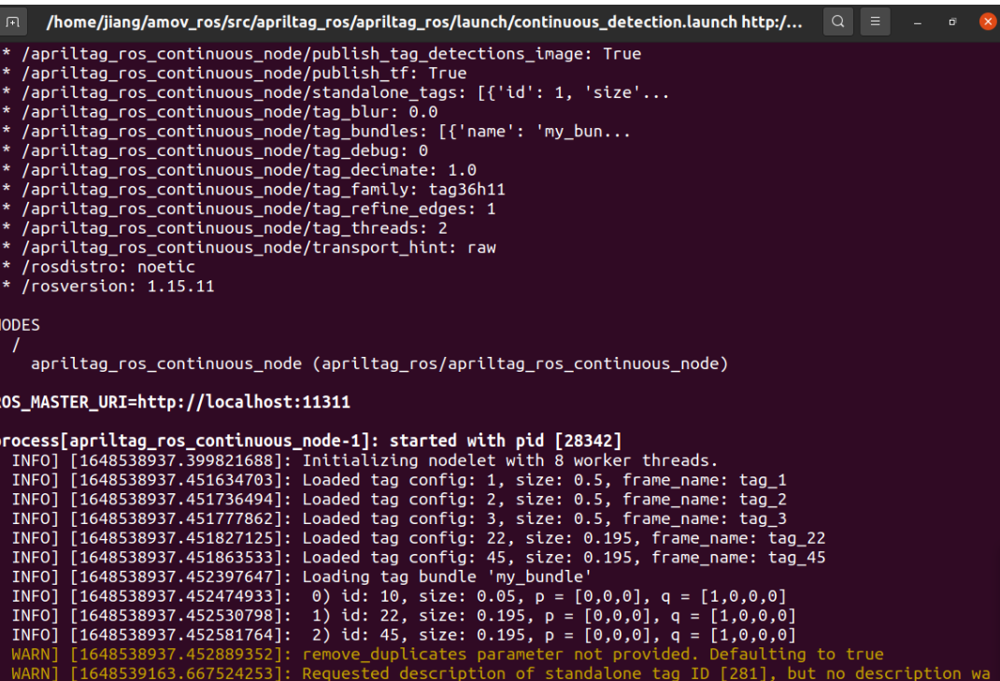 /home/jiang/amov_ros/src/apriltag_ros/apriltag_ros/launch/continuous_detection.launch http:/...
* /apriltag_ros_continuous_node/publish_tag_detections_image: True
* /apriltag_ros_continuous_node/publish_tf: True
* /apriltag_ros_continuous_node/standalone_tags: [{'id': 1, 'size'...
* /apriltag_ros_continuous_node/tag_blur: 0.0
* /apriltag_ros_continuous_node/tag_bundles: [{'name': 'my_bun...
* /apriltag_ros_continuous_node/tag_debug: 0
* /apriltag_ros_continuous_node/tag_decimate: 1.0
* /apriltag_ros_continuous_node/tag_family: tag36h11
* /apriltag_ros_continuous_node/tag_refine_edges: 1
* /apriltag_ros_continuous_node/tag_threads: 2
* /apriltag_ros_continuous_node/transport_hint: raw
* /rosdistro: noetic
* /rosversion: 1.15.11
NODES
/
apriltag_ros_continuous_node (apriltag_ros/apriltag_ros_continuous_node)
ROS_MASTER_URI=http://localhost:11311
process[apriltag_ros_continuous_node-1]: started with pid [28342]
INFO] [1648538937.399821688]: Initializing nodelet with 8 worker threads.
INFO] [1648538937.451634703]: Loaded tag config: 1, size: 0.5, frame_name: tag_1
INFO] [1648538937.451736494]: Loaded tag config: 2, size: 0.5, frame_name: tag_2
INFO] [1648538937.451777862]: Loaded tag config: 3, size: 0.5, frame_name: tag_3
INFO] [1648538937.451827125]: Loaded tag config: 22, size: 0.195, frame_name: tag_22
INFO] [1648538937.451863533]: Loaded tag config: 45, size: 0.195, frame_name: tag_45
INFO] [1648538937.452397647]: Loading tag bundle 'my_bundle'
INFO] [1648538937.452474933]: 0) id: 10, size: 0.05, p = [0,0,0], q = [1,0,0,0]
INFO] [1648538937.452530798]: 1) id: 22, size: 0.195, p = [0,0,0], q = [1,0,0,0]
INFO] [1648538937.452581764]: 2) id: 45, size: 0.195, p = [0,0,0], q = [1,0,0,0]
WARN] [1648538937.452889352]: remove_duplicates parameter not provided. Defaulting to true
WARN] [1648539163.667524253]: Requested description of standalone tag ID [281], but no description wa